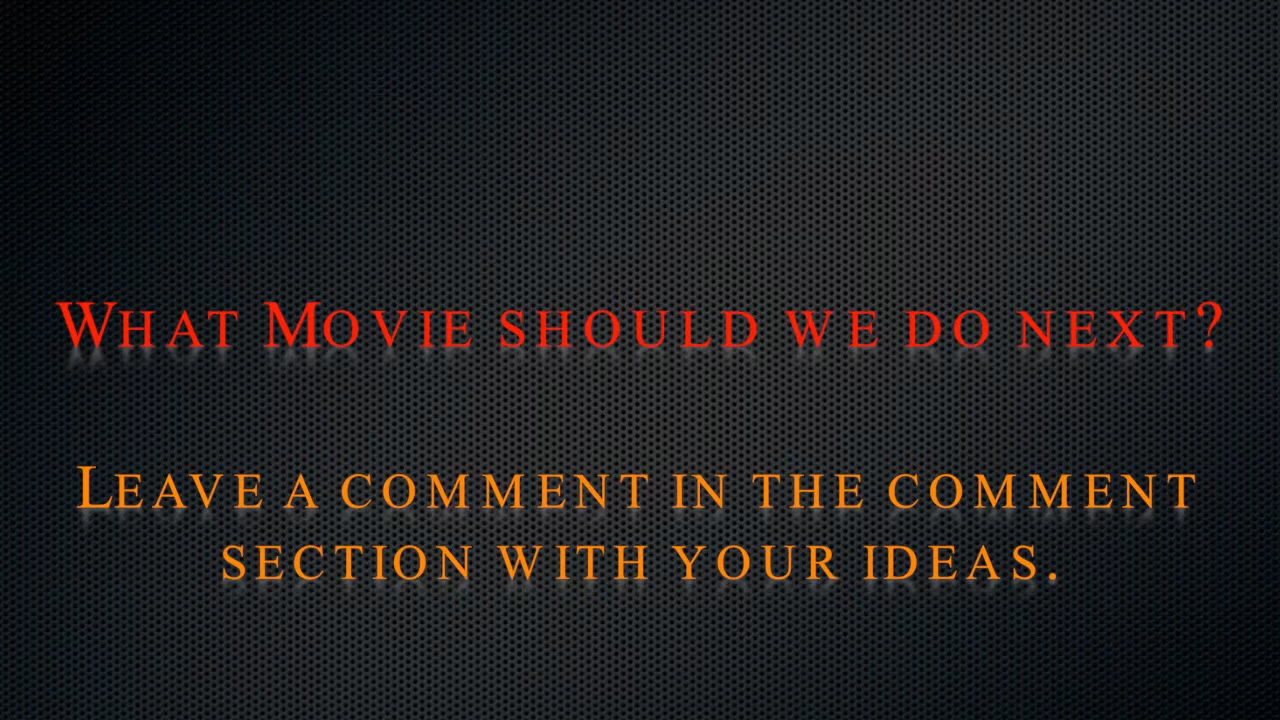 What Movie should we do next?
Leave a comment in the comment
section with your ideas.